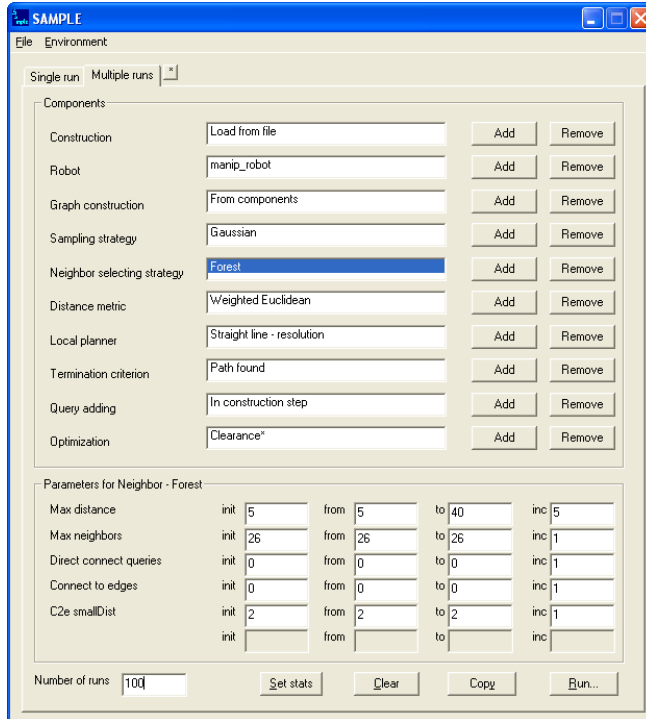 SAMPLE
File Environment
Single run Multiple runs *
Components
Construction Load from file Add Remove
Robot manip_robot Add Remove
Graph construction From components Add Remove
Sampling strategy Gaussian Add Remove
Neighbor selecting strategy Forest Add Remove
Distance metric Weighted Euclidean Add Remove
Local planner Straight line - resolution Add Remove
Termination criterion Path found Add Remove
Query adding In construction step Add Remove
Optimization Clearance* Add Remove
Parameters for Neighbor - Forest
Max distance init 5 from 5 to 40 inc 5
Max neighbors init 26 from 26 to 26 inc 1
Direct connect queries init 0 from 0 to 0 inc 1
Connect to edges init 0 from 0 to 0 inc 1
C2e smallDist init 2 from 2 to 2 inc 1
init from to inc
Number of runs 100 Set stats Clear Copy Run...